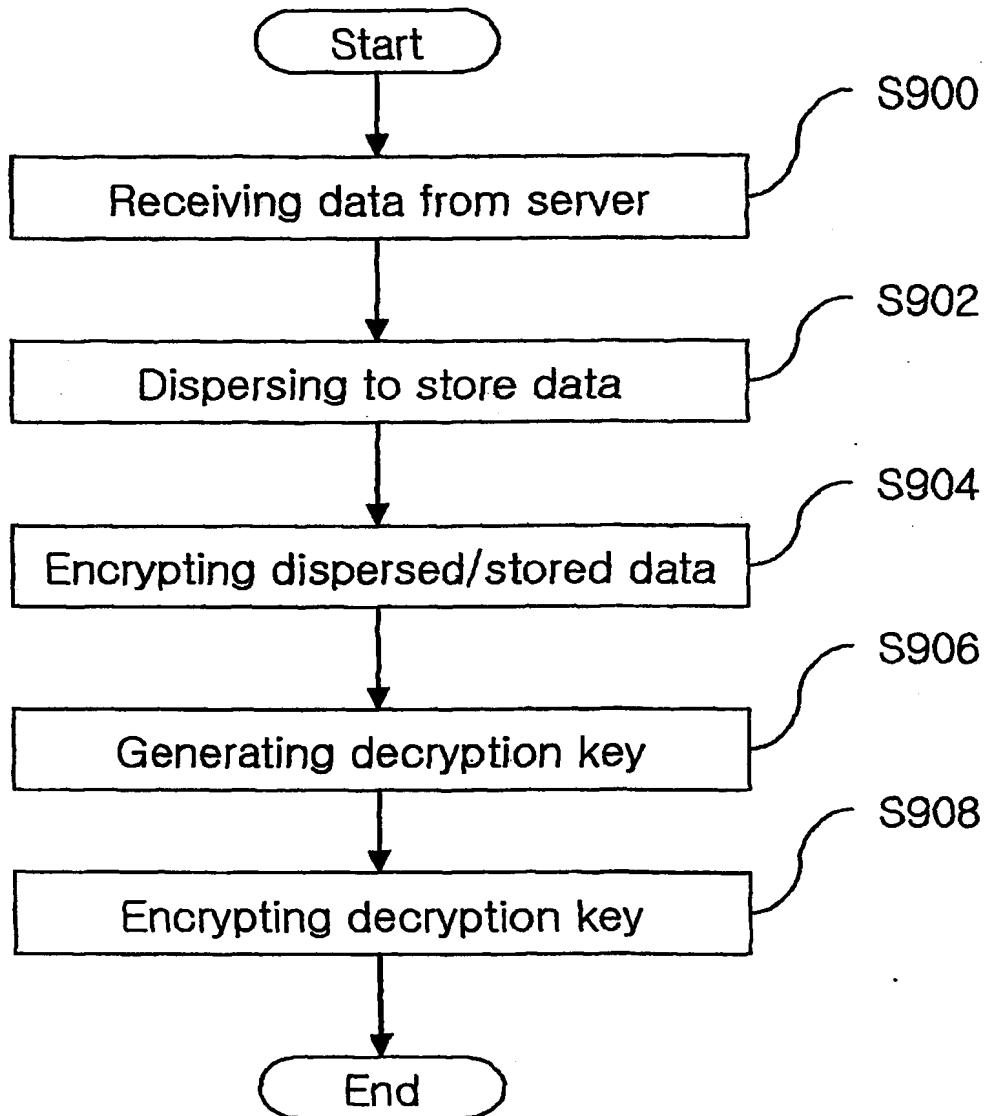 Start
S900
Receiving data from server
S902
Dispersing to store data
S904
Encrypting dispersed/stored data
S906
Generating decryption key
S908
Encrypting decryption key
End